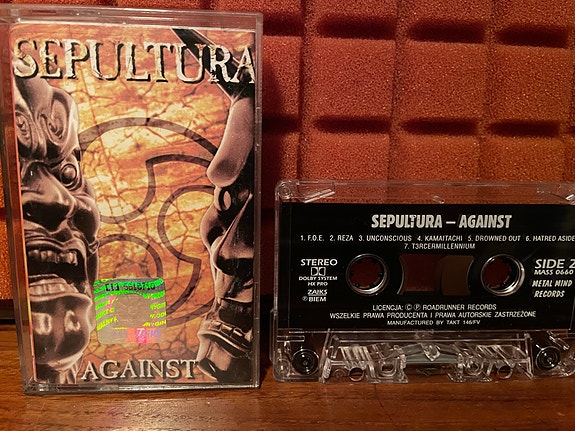 SEPULTURA
AGAINST
SEPULTURA – AGAINST
1. F.O.E. 2. REZA 3. UNCONSCIOUS 4. KAMAITACHI 5. DROWNED OUT 6. HATRED ASIDE
7. T3RCERMILLENNIUM
STEREO
DOLBY SYSTEM
HX PRO
ZAIKS
BIEM
SIDE 2
MASS 0660
METAL MIND
RECORDS
LICENCJA: © ℗ ROADRUNNER RECORDS
WSZELKIE PRAWA PRODUCENTA I PRAWA AUTORSKIE ZASTRZEŻONE
MANUFACTURED BY TAKT 146/FV